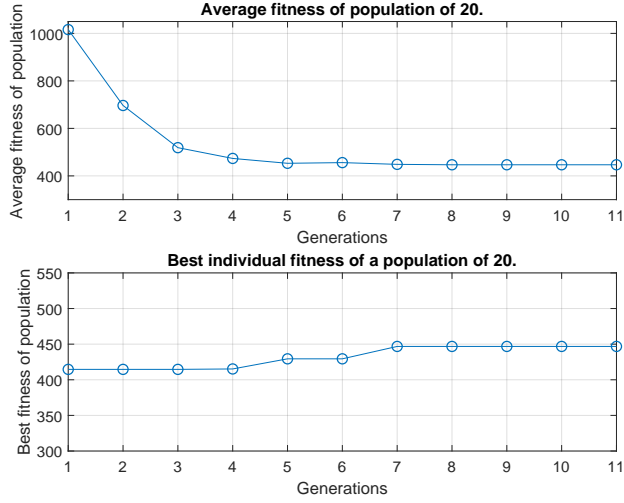 Average fitness of population of 20.
Average fitness of population
1000
800
600
400
1 2 3 4 5 6 7 8 9 10 11
Generations
Best individual fitness of a population of 20.
Best fitness of population
550
500
450
400
350
300
1 2 3 4 5 6 7 8 9 10 11
Generations